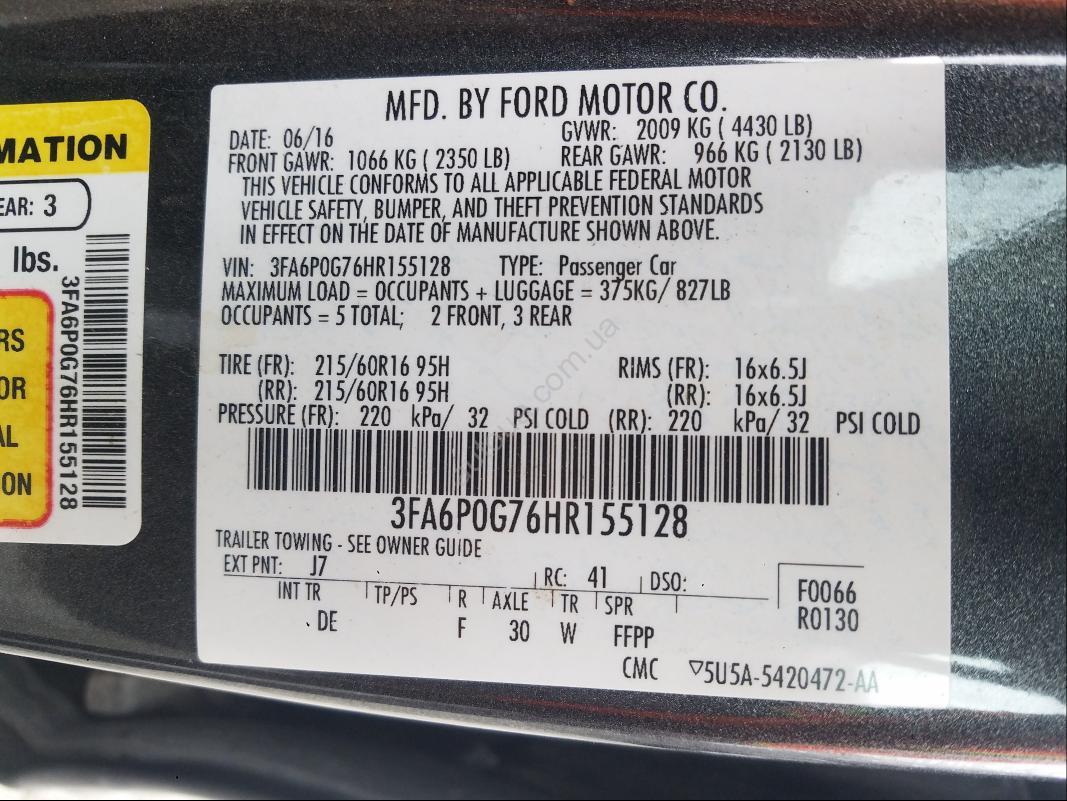 MATION
EAR: 3
lbs.
RS
OR
AL
ON
3FA6P0G76HR155128
MFD. BY FORD MOTOR CO.
DATE: 06/16 GVWR: 2009 KG ( 4430 LB)
FRONT GAWR: 1066 KG ( 2350 LB) REAR GAWR: 966 KG ( 2130 LB)
THIS VEHICLE CONFORMS TO ALL APPLICABLE FEDERAL MOTOR
VEHICLE SAFETY, BUMPER, AND THEFT PREVENTION STANDARDS
IN EFFECT ON THE DATE OF MANUFACTURE SHOWN ABOVE.
VIN: 3FA6P0G76HR155128 TYPE: Passenger Car
MAXIMUM LOAD = OCCUPANTS + LUGGAGE = 375KG/ 827LB
OCCUPANTS = 5 TOTAL; 2 FRONT, 3 REAR
TIRE (FR): 215/60R16 95H RIMS (FR): 16x6.5J
(RR): 215/60R16 95H (RR): 16x6.5J
PRESSURE (FR): 220 kPa/ 32 PSI COLD (RR): 220 kPa/ 32 PSI COLD
3FA6P0G76HR155128
TRAILER TOWING - SEE OWNER GUIDE
EXT PNT: J7 RC: 41 DSO:
INT TR TP/PS R AXLE TR SPR
F0066
R0130
. DE F 30 W FFPP
CMC ▽5U5A-5420472-AA